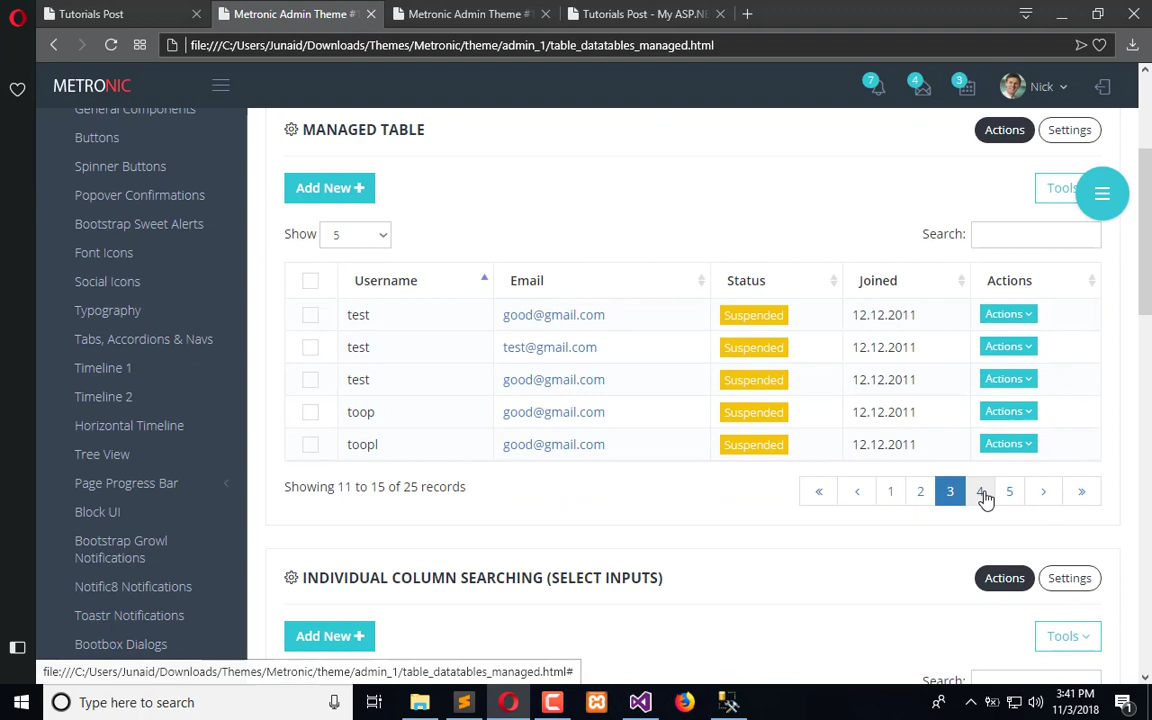 Tutorials Post
Metronic Admin Theme #1
Metronic Admin Theme #1
Tutorials Post - My ASP.NE
file:///C:/Users/Junaid/Downloads/Themes/Metronic/theme/admin_1/table_datatables_managed.html
METRONIC
7
4
3
Nick
General Components
Buttons
Spinner Buttons
Popover Confirmations
Bootstrap Sweet Alerts
Font Icons
Social Icons
Typography
Tabs, Accordions & Navs
Timeline 1
Timeline 2
Horizontal Timeline
Tree View
Page Progress Bar
Block UI
Bootstrap Growl
Notifications
Notific8 Notifications
Toastr Notifications
Bootbox Dialogs
MANAGED TABLE
Actions Settings
Add New +
Tools
Show 5
Search:
Username Email Status Joined Actions
test good@gmail.com Suspended 12.12.2011 Actions
test test@gmail.com Suspended 12.12.2011 Actions
test good@gmail.com Suspended 12.12.2011 Actions
toop good@gmail.com Suspended 12.12.2011 Actions
toopl good@gmail.com Suspended 12.12.2011 Actions
Showing 11 to 15 of 25 records
« ‹ 1 2 3 4 5 › »
INDIVIDUAL COLUMN SEARCHING (SELECT INPUTS)
Actions Settings
Add New +
Tools
Search:
file:///C:/Users/Junaid/Downloads/Themes/Metronic/theme/admin_1/table_datatables_managed.html#
Type here to search
3:41 PM
11/3/2018
1